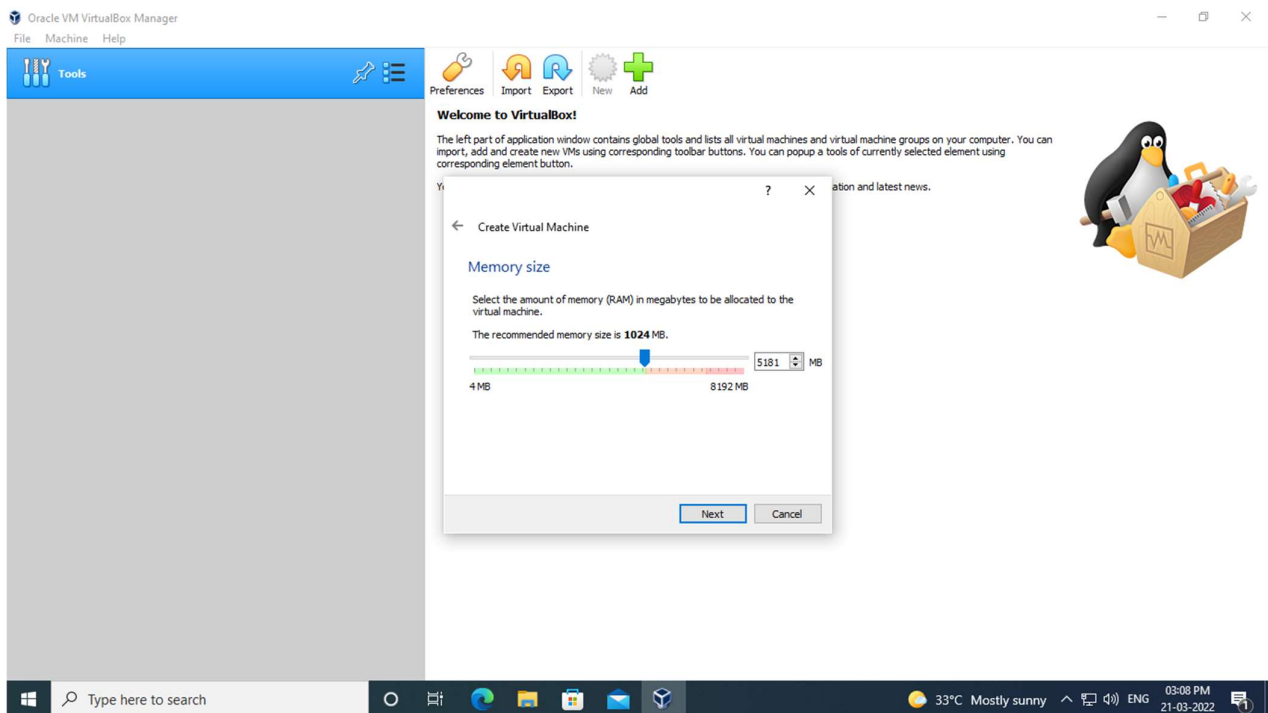 Oracle VM VirtualBox Manager
File Machine Help
Tools
Preferences Import Export New Add
Welcome to VirtualBox!
The left part of application window contains global tools and lists all virtual machines and virtual machine groups on your computer. You can
import, add and create new VMs using corresponding toolbar buttons. You can popup a tools of currently selected element using
corresponding element button.
ation and latest news.
?
Create Virtual Machine
Memory size
Select the amount of memory (RAM) in megabytes to be allocated to the
virtual machine.
The recommended memory size is 1024 MB.
5181 MB
4 MB 8192 MB
Next Cancel
Type here to search
33°C Mostly sunny ENG
03:08 PM
21-03-2022
1